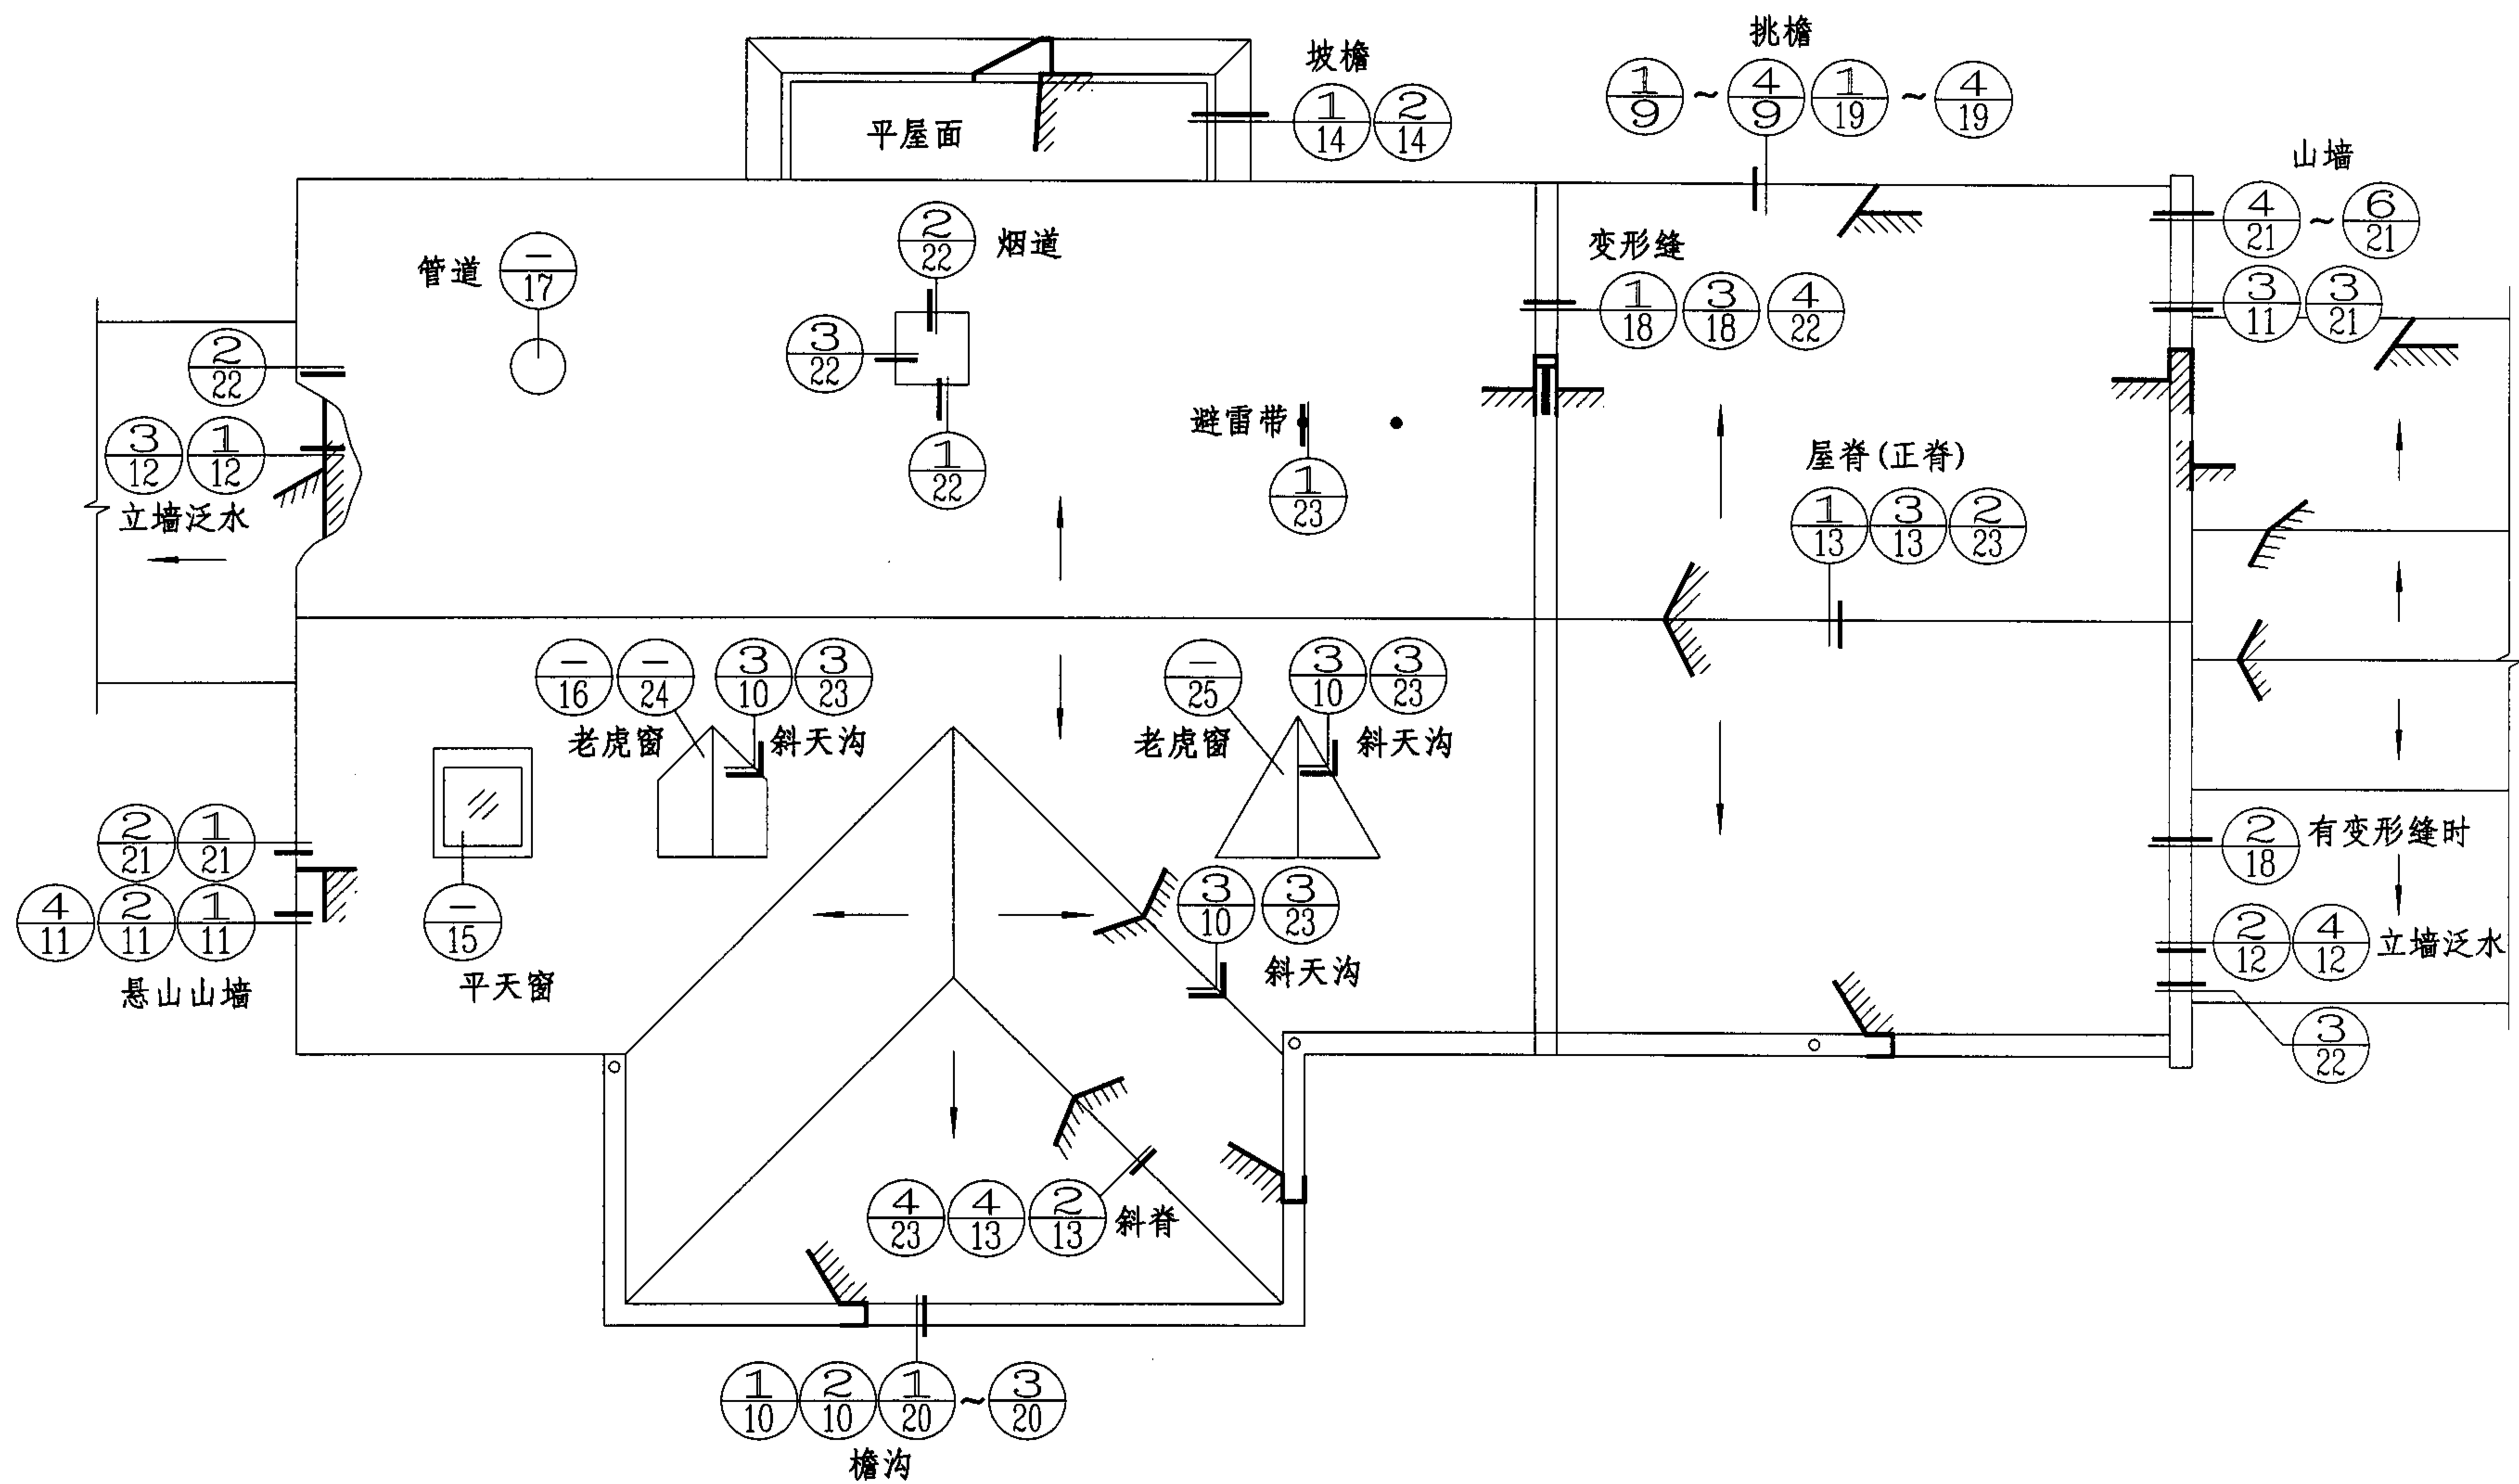 挑檐
1/9 ~ 4/9 1/19 ~ 4/19
坡檐
1/14 2/14
平屋面
山墙
4/21 ~ 6/21
3/11 3/21
管道
-/17
2/22
烟道
3/22
1/22
变形缝
1/18 3/18 4/22
2/22
3/12 1/12
立墙泛水
避雷带
1/23
屋脊(正脊)
1/13 3/13 2/23
-/16 -/24
老虎窗
3/10 3/23
斜天沟
-/25
老虎窗
3/10 3/23
斜天沟
2/21 1/21
4/11 2/11 1/11
悬山山墙
-/15
平天窗
3/10 3/23
斜天沟
2/18
有变形缝时
2/12 4/12
立墙泛水
3/22
4/23 4/13 2/13
斜脊
1/10 2/10 1/20 ~ 3/20
檐沟